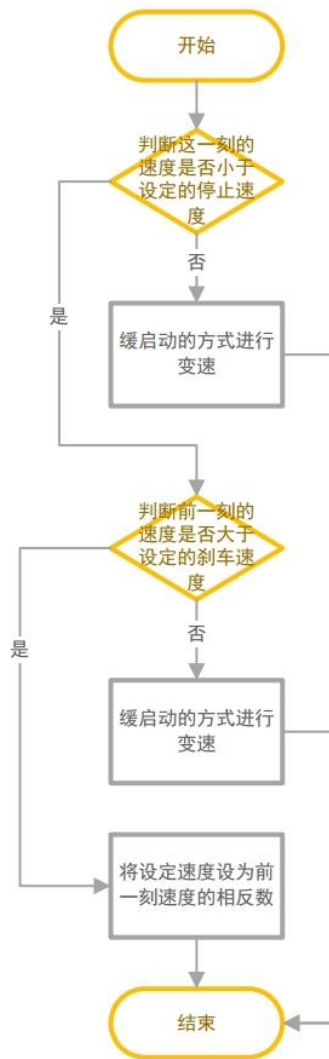 开始
判断这一刻的
速度是否小于
设定的停止速
度
否
是
缓启动的方式进行
变速
判断前一刻的
速度是否大于
设定的刹车速
度
否
是
缓启动的方式进行
变速
将设定速度设为前
一刻速度的相反数
结束